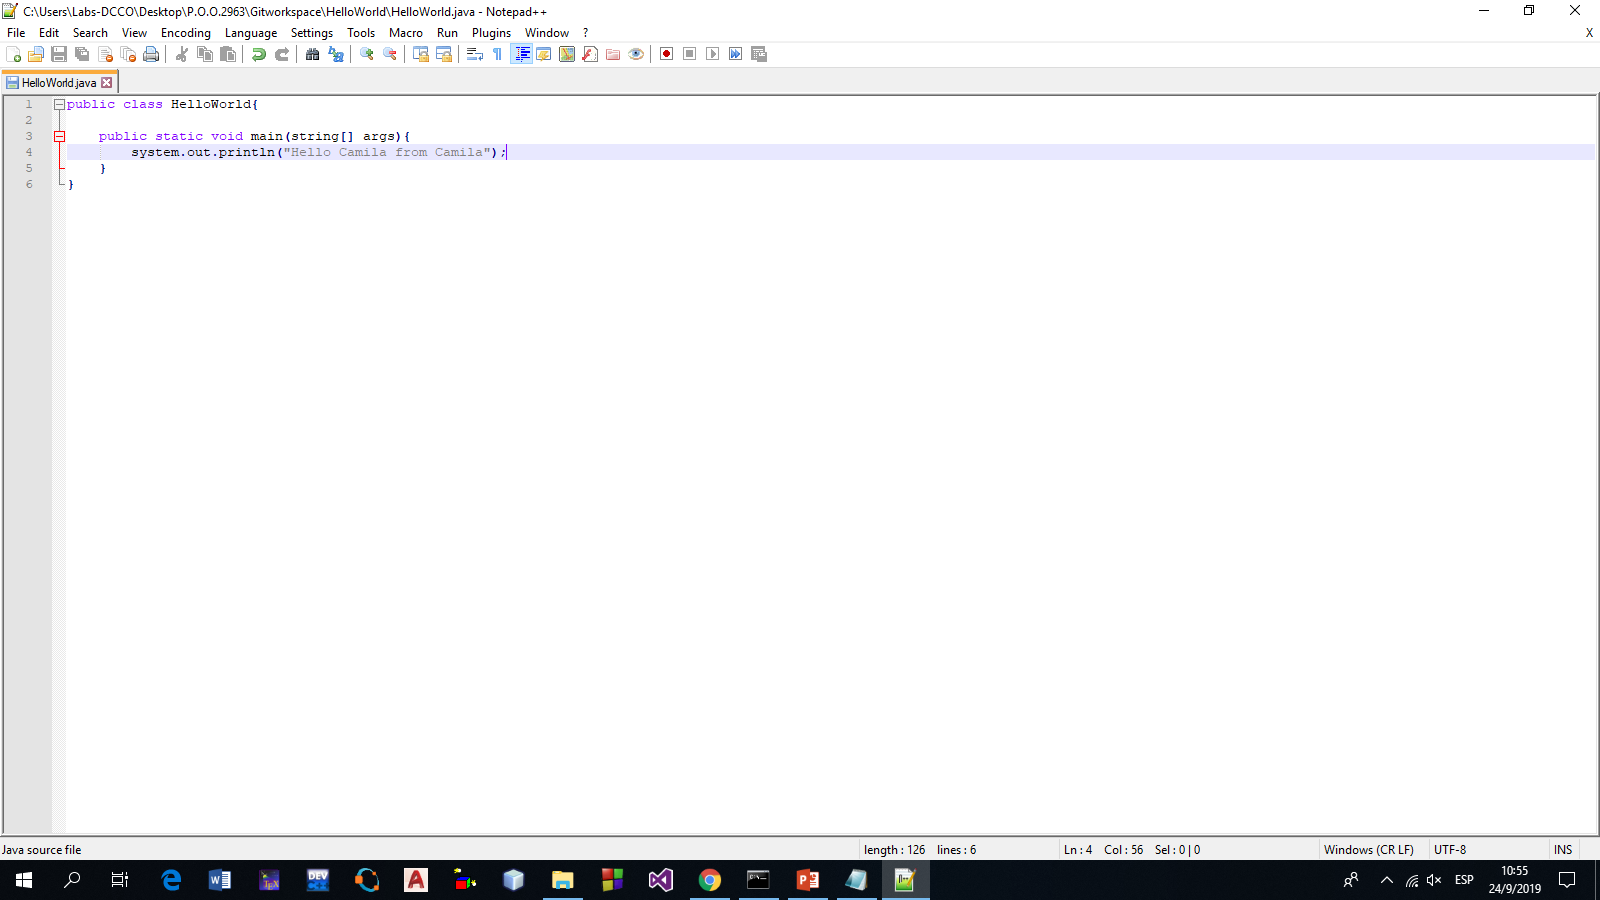 C:\Users\Labs-DCCO\Desktop\P.O.O.2963\Gitworkspace\HelloWorld\HelloWorld.java - Notepad++
File Edit Search View Encoding Language Settings Tools Macro Run Plugins Window ? X
HelloWorld.java
1 public class HelloWorld{
2
3 public static void main(string[] args){
4 system.out.println("Hello Camila from Camila");
5 }
6 }
Java source file length : 126 lines : 6 Ln : 4 Col : 56 Sel : 0 | 0 Windows (CR LF) UTF-8 INS
DEV
ESP 10:55
24/9/2019